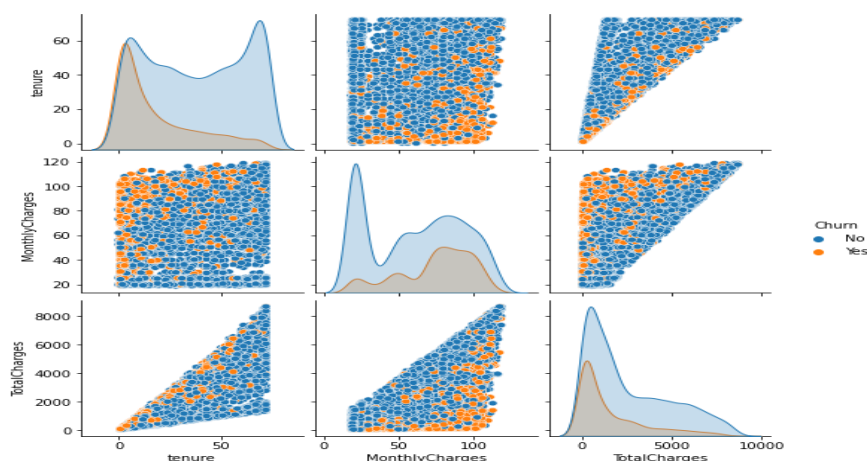 tenure
60
40
20
0
MonthlyCharges
120
100
80
60
40
20
Churn
No
Yes
TotalCharges
8000
6000
4000
2000
0
0 50
0 50 100
0 5000 10000
tenure
MonthlyCharges
TotalCharges